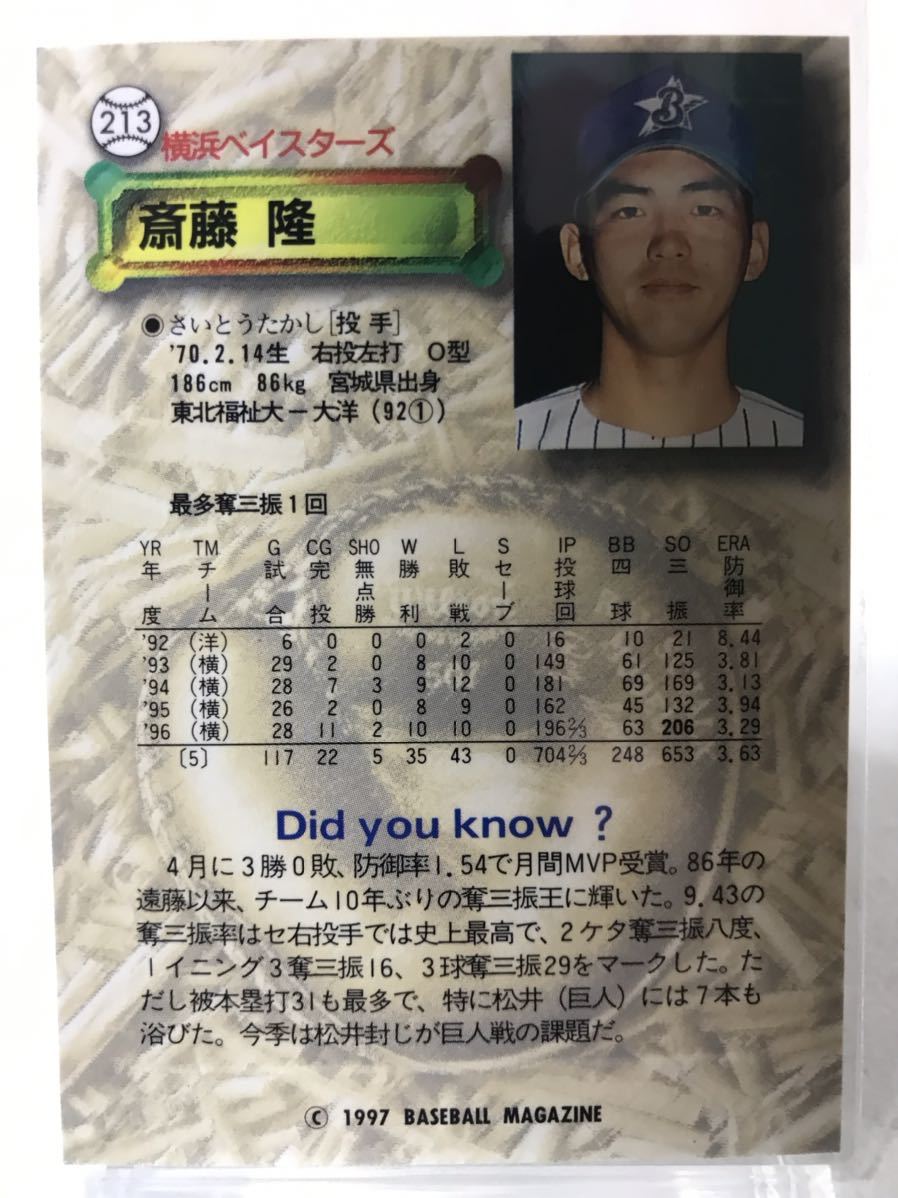 213
横浜ベイスターズ
B
斎藤 隆
◉さいとうたかし[投 手]
'70.2.14生 右投左打 O型
186cm 86kg 宮城県出身
東北福祉大ー大洋(92①)
最多奪三振1回
YR TM G CG SHO W L S IP BB SO ERA
年度 チーム 試合 完投 無点勝 勝利 敗戦 セーブ 投球回 四球 三振 防御率
'92 (洋) 6 0 0 0 2 0 16 10 21 8.44
'93 (横) 29 2 0 8 10 0 149 61 125 3.81
'94 (横) 28 7 3 9 12 0 181 69 169 3.13
'95 (横) 26 2 0 8 9 0 162 45 132 3.94
'96 (横) 28 11 2 10 10 0 196 2/3 63 206 3.29
〔5〕 117 22 5 35 43 0 704 2/3 248 653 3.63
Did you know ?
4月に3勝0敗、防御率1.54で月間MVP受賞。86年の
遠藤以来、チーム10年ぶりの奪三振王に輝いた。9.43の
奪三振率はセ右投手では史上最高で、2ケタ奪三振八度、
1イニング3奪三振16、3球奪三振29をマークした。た
だし被本塁打31も最多で、特に松井（巨人）には7本も
浴びた。今季は松井封じが巨人戦の課題だ。
© 1997 BASEBALL MAGAZINE